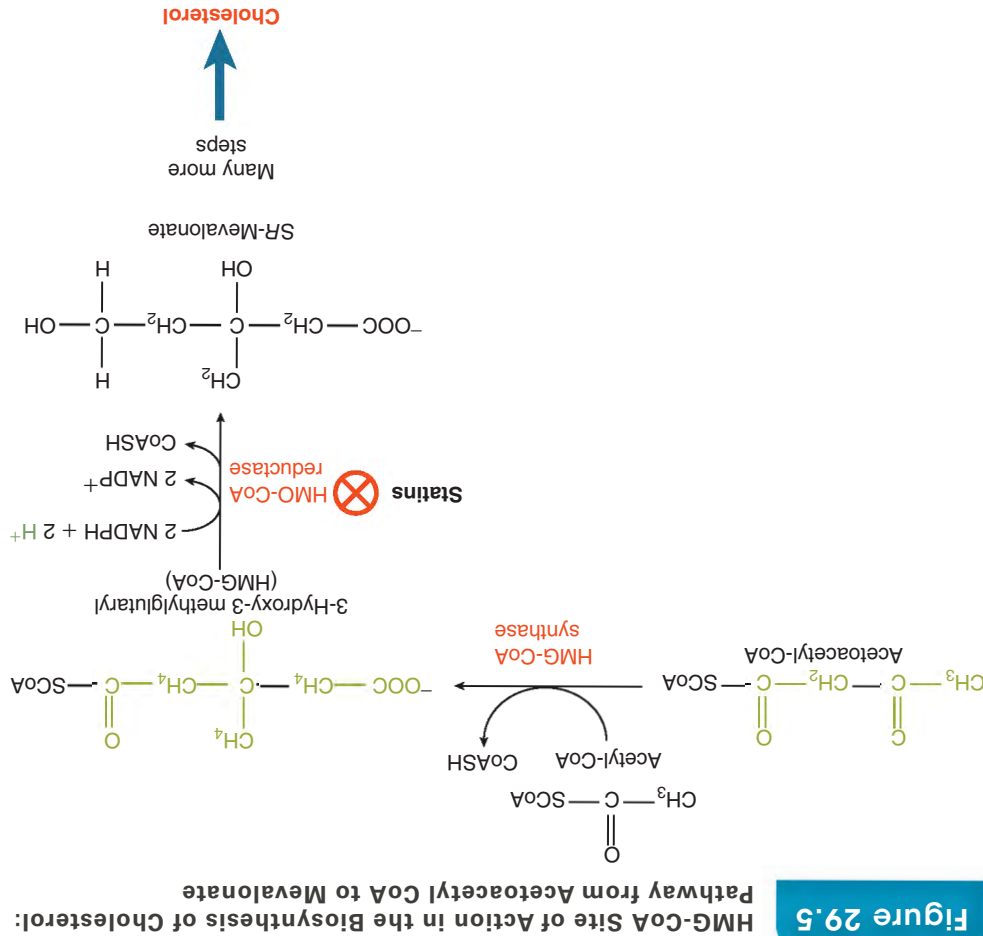 Figure 29.5
HMG-CoA Site of Action in the Biosynthesis of Cholesterol:
Pathway from Acetoacetyl CoA to Mevalonate
O
CH₃—C—SCoA
Acetyl-CoA
CoASH
C O
CH₃—C—CH₂—C—SCoA
Acetoacetyl-CoA
HMG-CoA
synthase
CH₄ O
⁻OOC—CH₄—C—CH₄—C—SCoA
OH
3-Hydroxy-3 methylglutaryl
(HMG-CoA)
2 NADPH + 2 H⁺
2 NADP⁺
CoASH
Statins
HMO-CoA
reductase
CH₂ H
⁻OOC—CH₂—C—CH₂—C—OH
OH H
SR-Mevalonate
Many more
steps
Cholesterol